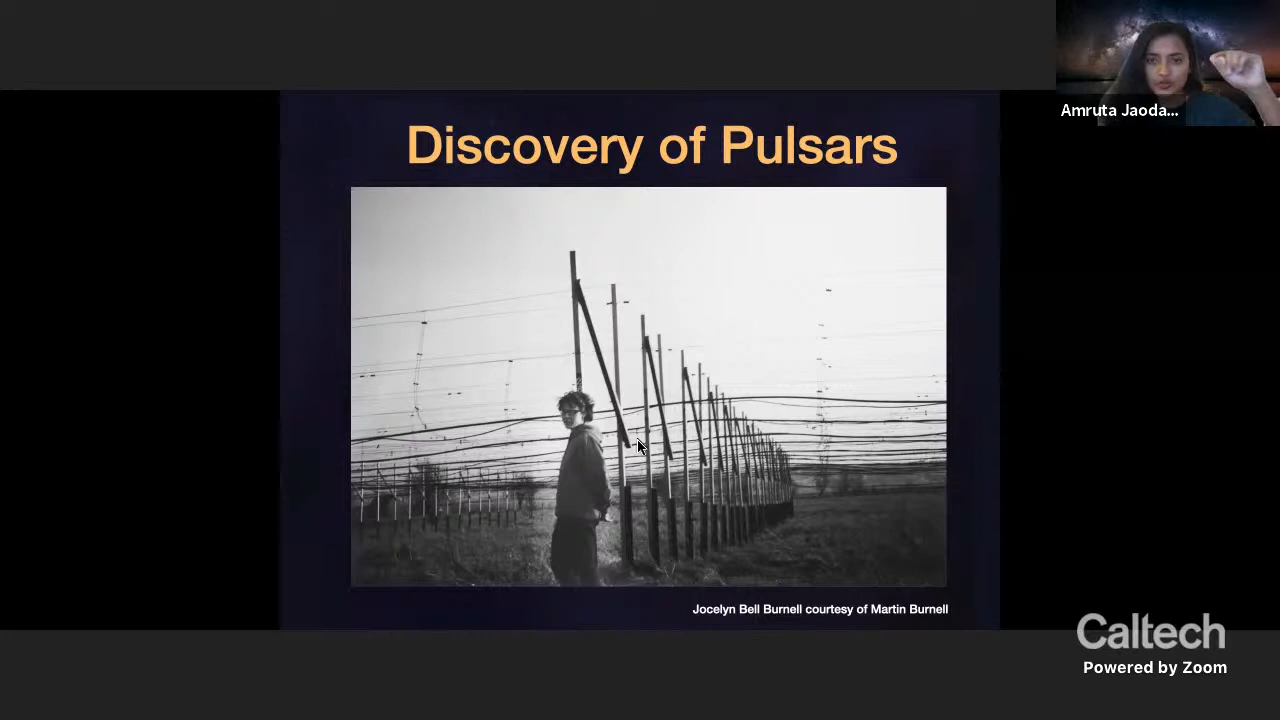 Discovery of Pulsars
Amruta Jaoda...
Jocelyn Bell Burnell courtesy of Martin Burnell
Caltech
Powered by Zoom